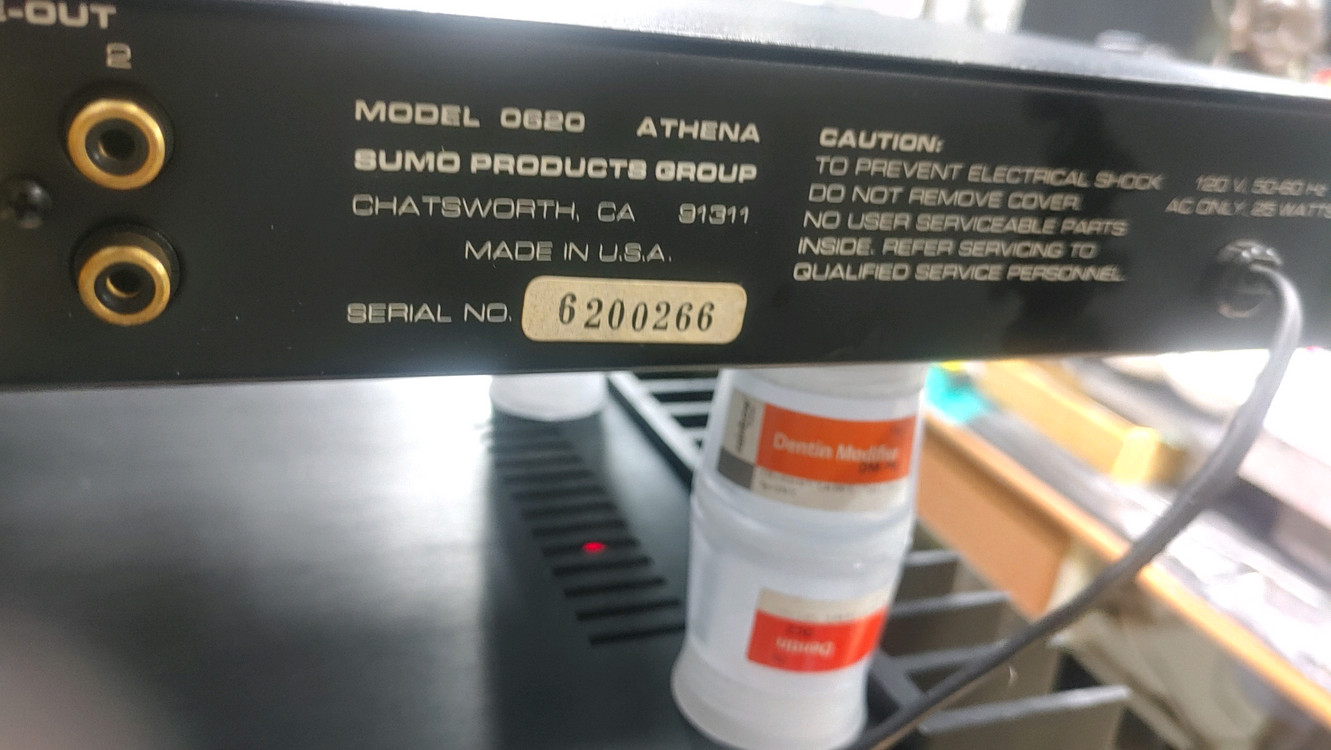 -OUT
2
MODEL 0620 ATHENA
SUMO PRODUCTS GROUP
CHATSWORTH, CA 91311
MADE IN U.S.A.
SERIAL NO. 6200266
CAUTION:
TO PREVENT ELECTRICAL SHOCK
DO NOT REMOVE COVER.
NO USER SERVICEABLE PARTS
INSIDE. REFER SERVICING TO
QUALIFIED SERVICE PERSONNEL.
120 V, 50-60 Hz
AC ONLY. 25 WATTS
Dentin Modifier
Dentin